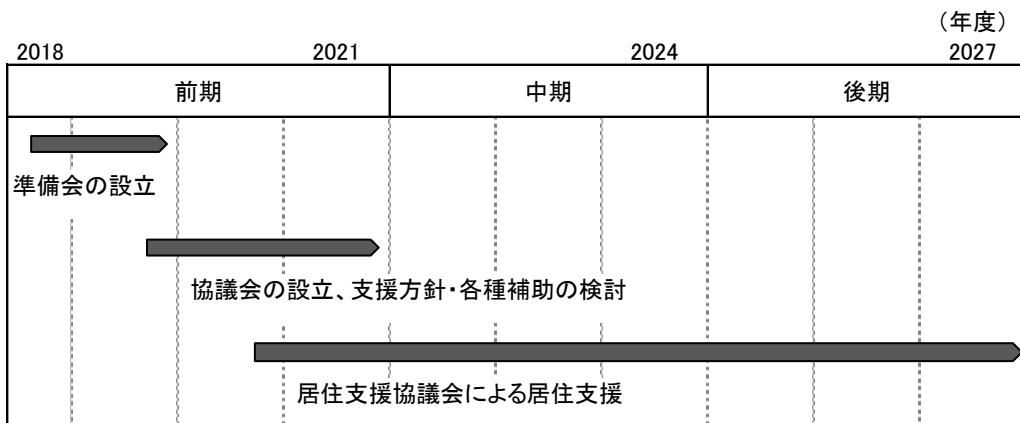 （年度）
2018 2021 2024 2027
前期 中期 後期
準備会の設立
協議会の設立、支援方針・各種補助の検討
居住支援協議会による居住支援